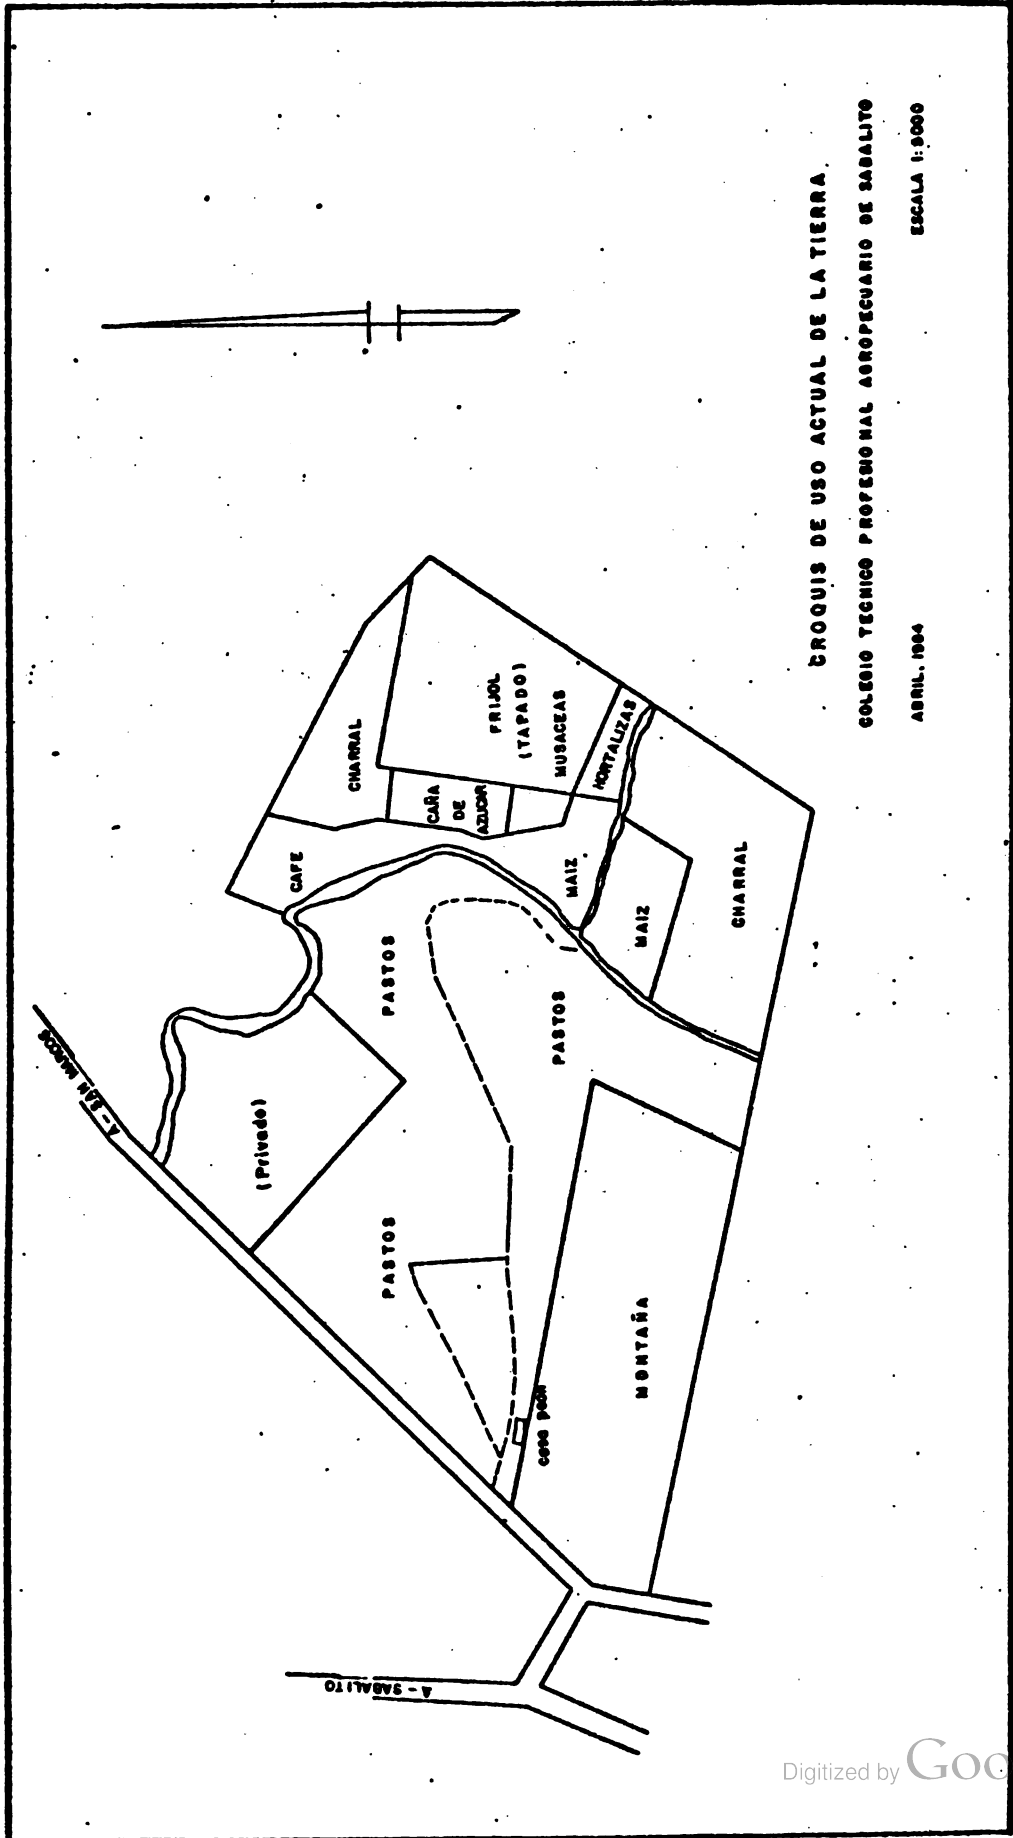 CROQUIS DE USO ACTUAL DE LA TIERRA.
COLEGIO TECNICO PROFESIONAL AGROPECUARIO DE SABALITO
ABRIL, 1984
ESCALA 1:5000
A - SAN MARCOS
(Privado)
CAFE
CHARRAL
CAÑA
DE
AZUCAR
FRIJOL
(TAPADO)
MUSACEAS
HORTALIZAS
MAIZ
MAIZ
CHARRAL
PASTOS
PASTOS
PASTOS
MONTAÑA
casa peón
A - SABALITO
Digitized by Goo